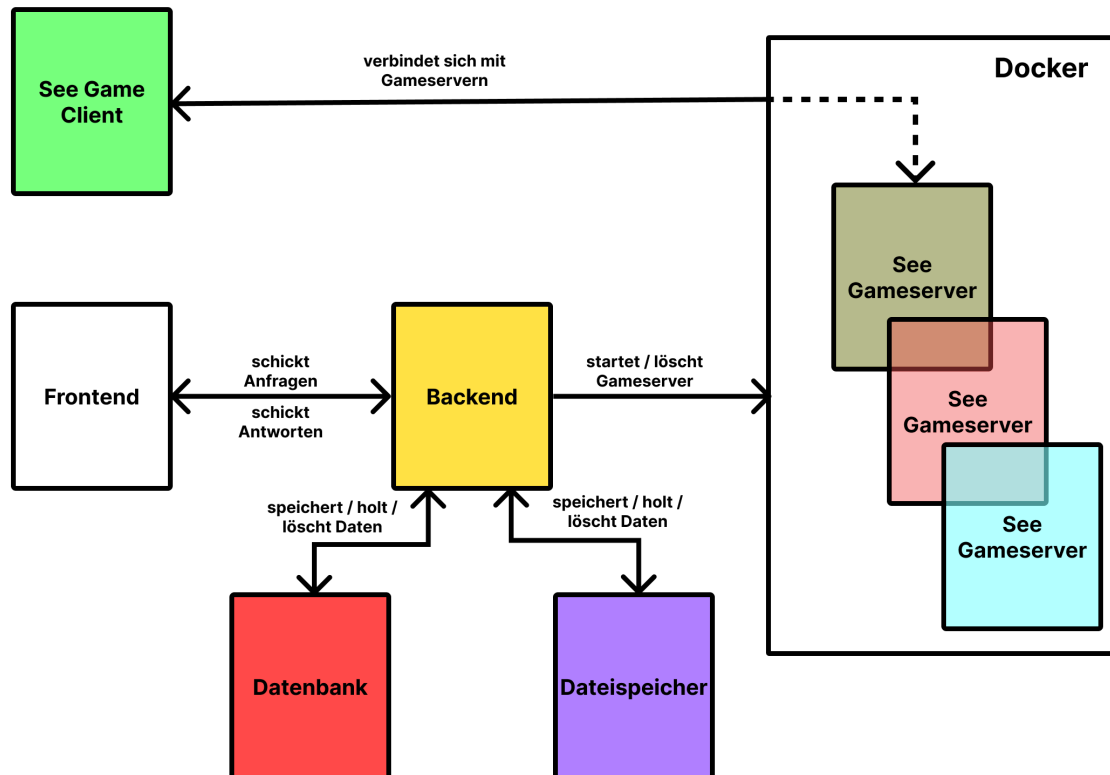 See Game
Client
verbindet sich mit
Gameservern
Docker
See
Gameserver
See
Gameserver
See
Gameserver
Frontend
schickt
Anfragen
schickt
Antworten
Backend
startet / löscht
Gameserver
speichert / holt /
löscht Daten
speichert / holt /
löscht Daten
Datenbank
Dateispeicher